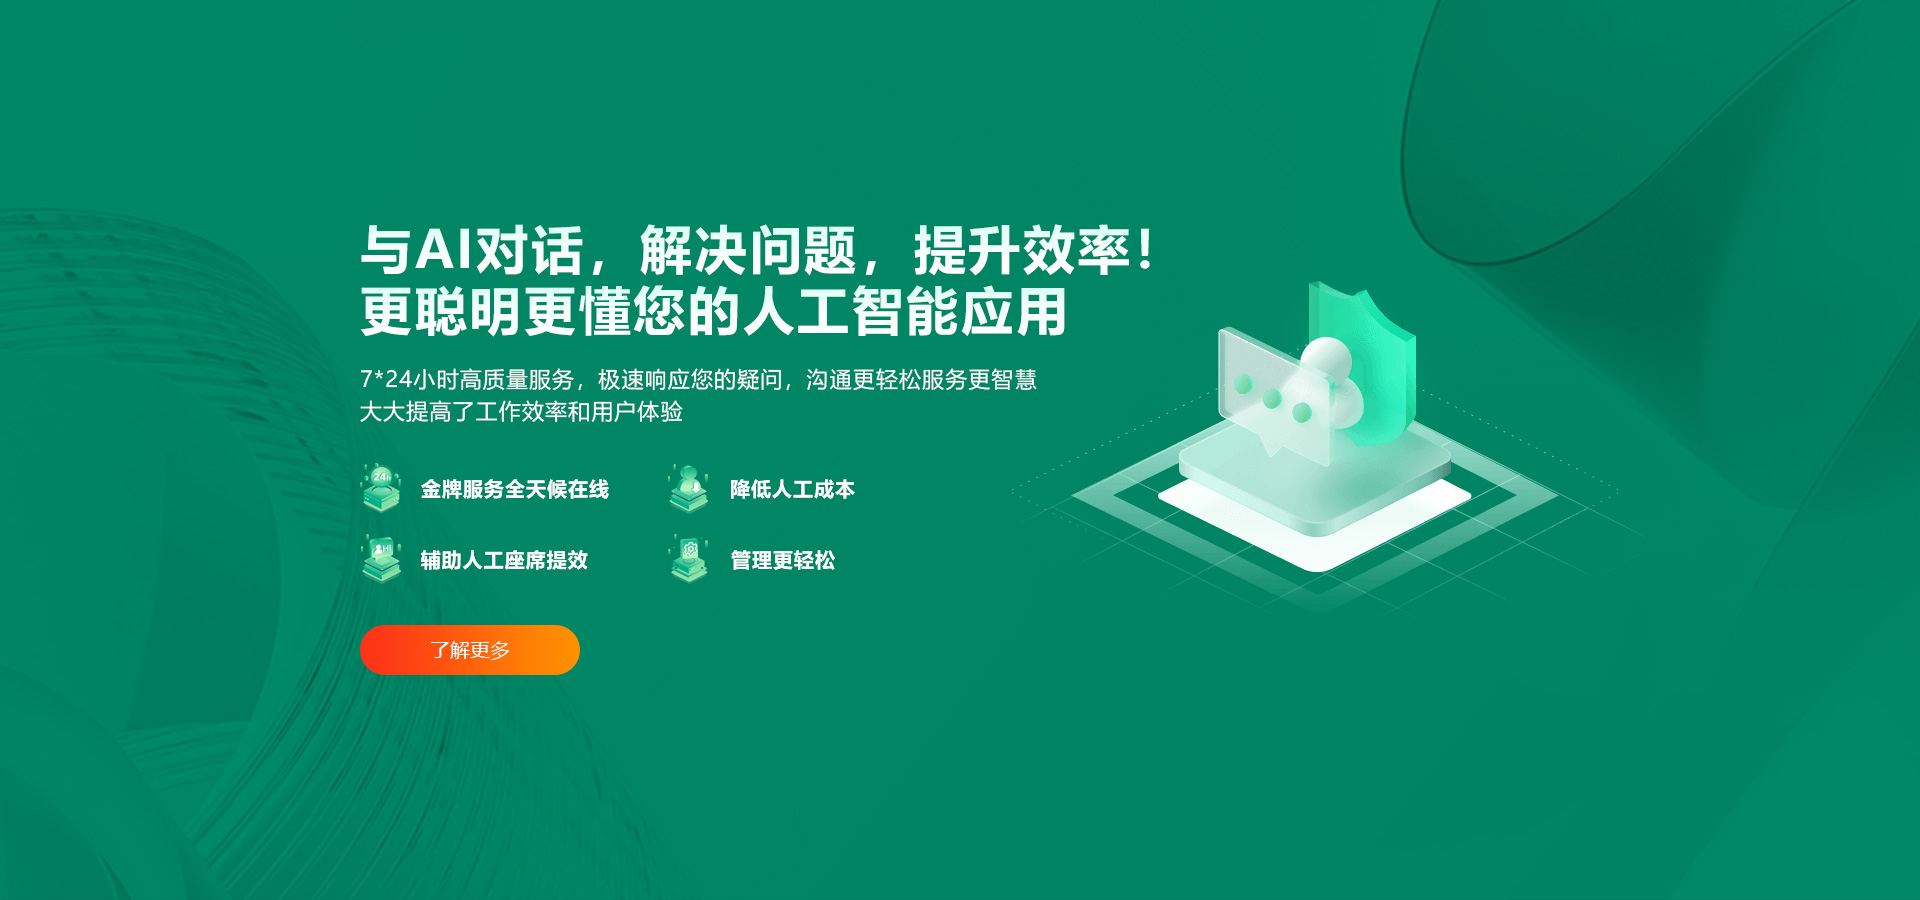 与AI对话，解决问题，提升效率！
更聪明更懂您的人工智能应用
7*24小时高质量服务，极速响应您的疑问，沟通更轻松服务更智慧
大大提高了工作效率和用户体验
24h
金牌服务全天候在线
降低人工成本
HI
辅助人工座席提效
管理更轻松
了解更多